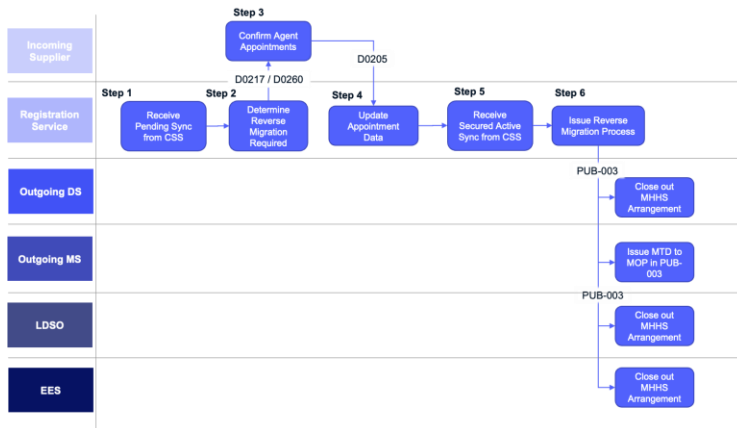 Step 3
Incoming
Supplier
Confirm Agent
Appointments
D0205
D0217 / D0260
Step 1
Step 2
Step 4
Step 5
Step 6
Registration
Service
Receive
Pending Sync
from CSS
Determine
Reverse
Migration
Required
Update
Appointment
Data
Receive
Secured Active
Sync from CSS
Issue Reverse
Migration Process
PUB-003
Outgoing DS
Close out
MHHS
Arrangement
Outgoing MS
Issue MTD to
MOP in PUB-
003
PUB-003
LDSO
Close out
MHHS
Arrangement
EES
Close out
MHHS
Arrangement